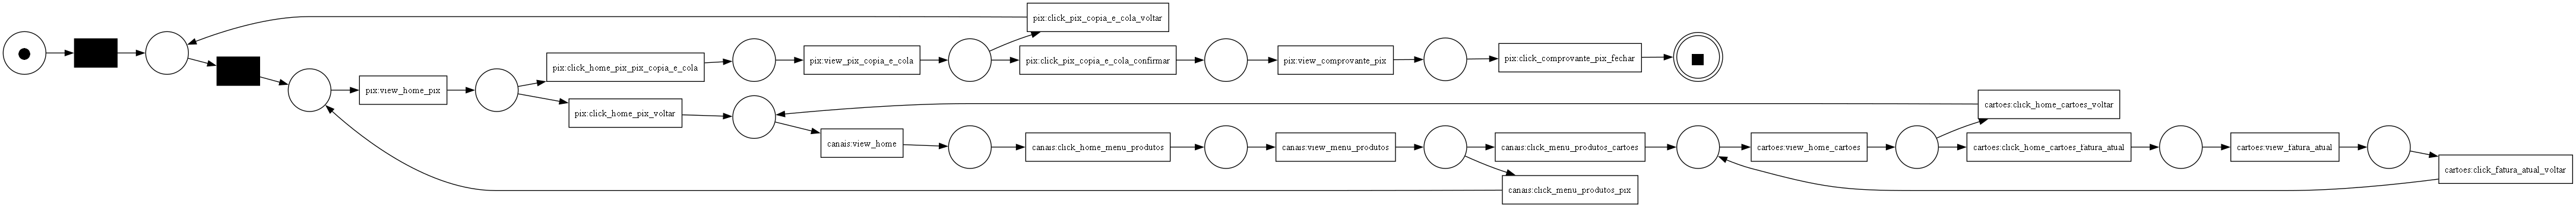 pix:click_pix_copia_e_cola_voltar
pix:click_home_pix_pix_copia_e_cola
pix:view_pix_copia_e_cola
pix:click_pix_copia_e_cola_confirmar
pix:view_comprovante_pix
pix:click_comprovante_pix_fechar
pix:view_home_pix
pix:click_home_pix_voltar
cartoes:click_home_cartoes_voltar
canais:view_home
canais:click_home_menu_produtos
canais:view_menu_produtos
canais:click_menu_produtos_cartoes
cartoes:view_home_cartoes
cartoes:click_home_cartoes_fatura_atual
cartoes:view_fatura_atual
cartoes:click_fatura_atual_voltar
canais:click_menu_produtos_pix